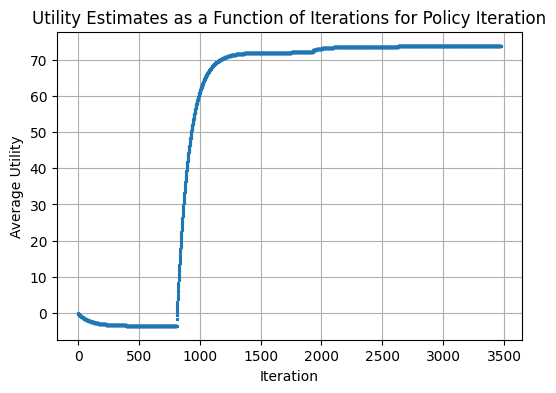 Utility Estimates as a Function of Iterations for Policy Iteration
Average Utility
70
60
50
40
30
20
10
0
0 500 1000 1500 2000 2500 3000 3500
Iteration